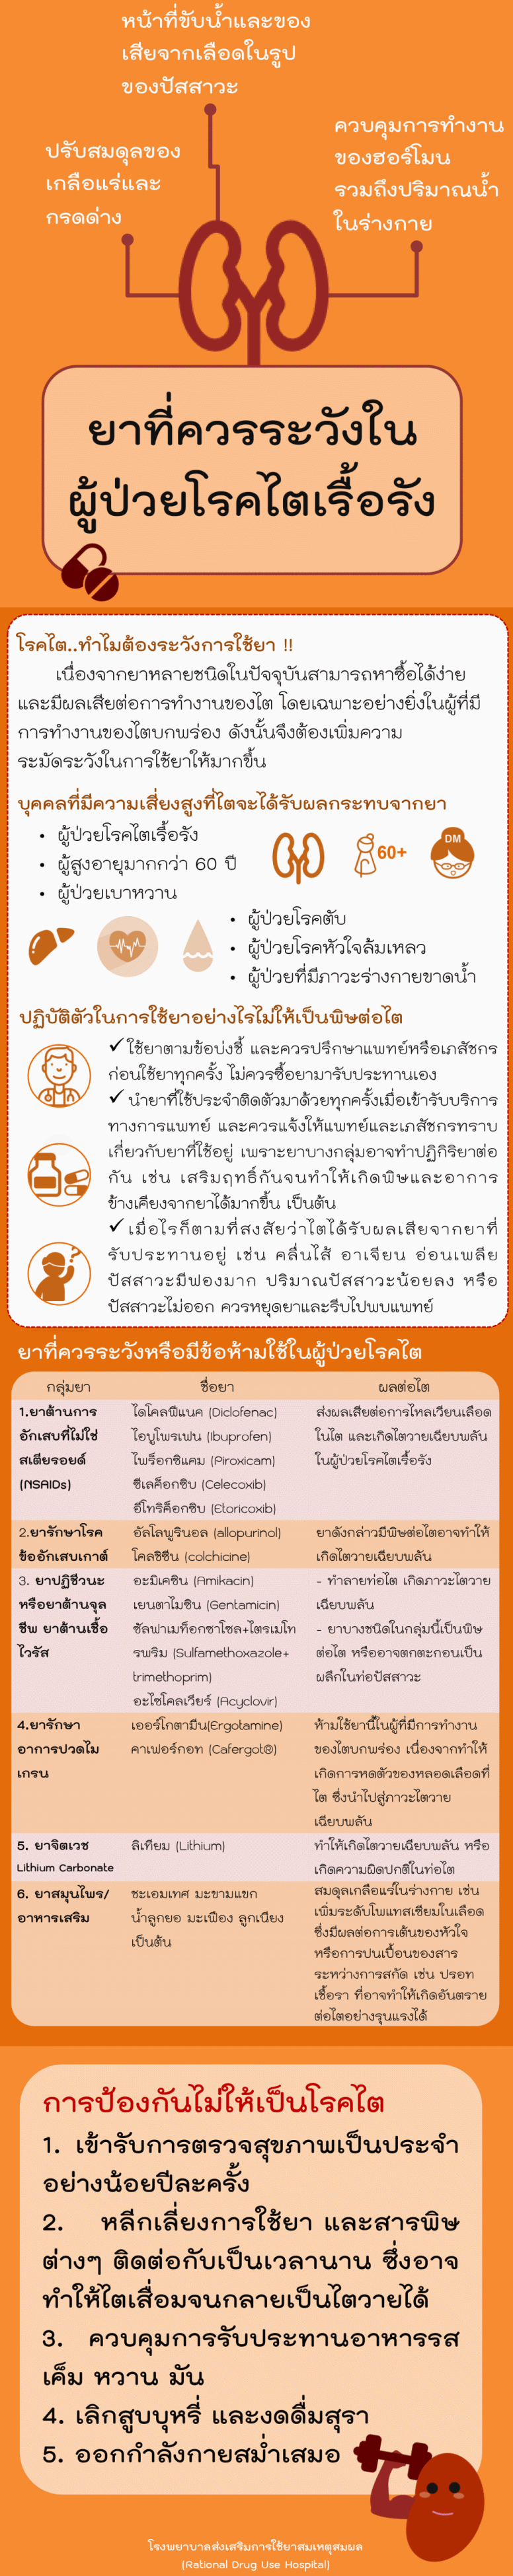 หน้าที่ขับน้ำและของ
เสียจากเลือดในรูป
ของปัสสาวะ
ปรับสมดุลของ
เกลือแร่และ
กรดด่าง
ควบคุมการทำงาน
ของฮอร์โมน
รวมถึงปริมาณน้ำ
ในร่างกาย
ยาที่ควรระวังใน
ผู้ป่วยโรคไตเรื้อรัง
โรคไต..ทำไมต้องระวังการใช้ยา !!
เนื่องจากยาหลายชนิดในปัจจุบันสามารถหาซื้อได้ง่าย
และมีผลเสียต่อการทำงานของไต โดยเฉพาะอย่างยิ่งในผู้ที่มี
การทำงานของไตบกพร่อง ดังนั้นจึงต้องเพิ่มความ
ระมัดระวังในการใช้ยาให้มากขึ้น
บุคคลที่มีความเสี่ยงสูงที่ไตจะได้รับผลกระทบจากยา
• ผู้ป่วยโรคไตเรื้อรัง
• ผู้สูงอายุมากกว่า 60 ปี
• ผู้ป่วยเบาหวาน
60+
DM
• ผู้ป่วยโรคตับ
• ผู้ป่วยโรคหัวใจล้มเหลว
• ผู้ป่วยที่มีภาวะร่างกายขาดน้ำ
ปฏิบัติตัวในการใช้ยาอย่างไรไม่ให้เป็นพิษต่อไต
✓ ใช้ยาตามข้อบ่งชี้ และควรปรึกษาแพทย์หรือเภสัชกร
ก่อนใช้ยาทุกครั้ง ไม่ควรซื้อยามารับประทานเอง
✓ นำยาที่ใช้ประจำติดตัวมาด้วยทุกครั้งเมื่อเข้ารับบริการ
ทางการแพทย์ และควรแจ้งให้แพทย์และเภสัชกรทราบ
เกี่ยวกับยาที่ใช้อยู่ เพราะยาบางกลุ่มอาจทำปฏิกิริยาต่อ
กัน เช่น เสริมฤทธิ์กันจนทำให้เกิดพิษและอาการ
ข้างเคียงจากยาได้มากขึ้น เป็นต้น
✓ เมื่อไรก็ตามที่สงสัยว่าไตได้รับผลเสียจากยาที่
รับประทานอยู่ เช่น คลื่นไส้ อาเจียน อ่อนเพลีย
ปัสสาวะมีฟองมาก ปริมาณปัสสาวะน้อยลง หรือ
ปัสสาวะไม่ออก ควรหยุดยาและรีบไปพบแพทย์
ยาที่ควรระวังหรือมีข้อห้ามใช้ในผู้ป่วยโรคไต
กลุ่มยา ชื่อยา ผลต่อไต
1.ยาต้านการ
อักเสบที่ไม่ใช่
สเตียรอยด์
(NSAIDs)
ไดโคลฟีแนค (Diclofenac)
ไอบูโพรเฟน (Ibuprofen)
ไพร็อกซิแคม (Piroxicam)
ซีเลค็อกซิบ (Celecoxib)
อีโทริค็อกซิบ (Etoricoxib)
ส่งผลเสียต่อการไหลเวียนเลือด
ในไต และเกิดไตวายเฉียบพลัน
ในผู้ป่วยโรคไตเรื้อรัง
2.ยารักษาโรค
ข้ออักเสบเกาต์
อัลโลพูรินอล (allopurinol)
โคลชิซีน (colchicine)
ยาดังกล่าวมีพิษต่อไตอาจทำให้
เกิดไตวายเฉียบพลัน
3. ยาปฏิชีวนะ
หรือยาต้านจุล
ชีพ ยาต้านเชื้อ
ไวรัส
อะมิเคซิน (Amikacin)
เยนตาไมซิน (Gentamicin)
ซัลฟาเมท็อกซาโซล+ไตรเมโท
รพริม (Sulfamethoxazole+
trimethoprim)
อะไซโคลเวียร์ (Acyclovir)
- ทำลายท่อไต เกิดภาวะไตวาย
เฉียบพลัน
- ยาบางชนิดในกลุ่มนี้เป็นพิษ
ต่อไต หรืออาจตกตะกอนเป็น
ผลึกในท่อปัสสาวะ
4.ยารักษา
อาการปวดไม
เกรน
เออร์โกตามีน(Ergotamine)
คาเฟอร์กอท (Cafergot®)
ห้ามใช้ยานี้ในผู้ที่มีการทำงาน
ของไตบกพร่อง เนื่องจากทำให้
เกิดการหดตัวของหลอดเลือดที่
ไต ซึ่งนำไปสู่ภาวะไตวาย
เฉียบพลัน
5. ยาจิตเวช
Lithium Carbonate
ลิเทียม (Lithium)
ทำให้เกิดไตวายเฉียบพลัน หรือ
เกิดความผิดปกติในท่อไต
6. ยาสมุนไพร/
อาหารเสริม
ชะเอมเทศ มะขามแขก
น้ำลูกยอ มะเฟือง ลูกเนียง
เป็นต้น
สมดุลเกลือแร่ในร่างกาย เช่น
เพิ่มระดับโพแทสเซียมในเลือด
ซึ่งมีผลต่อการเต้นของหัวใจ
หรือการปนเปื้อนของสาร
ระหว่างการสกัด เช่น ปรอท
เชื้อรา ที่อาจทำให้เกิดอันตราย
ต่อไตอย่างรุนแรงได้
การป้องกันไม่ให้เป็นโรคไต
1. เข้ารับการตรวจสุขภาพเป็นประจำ
อย่างน้อยปีละครั้ง
2. หลีกเลี่ยงการใช้ยา และสารพิษ
ต่างๆ ติดต่อกันเป็นเวลานาน ซึ่งอาจ
ทำให้ไตเสื่อมจนกลายเป็นไตวายได้
3. ควบคุมการรับประทานอาหารรส
เค็ม หวาน มัน
4. เลิกสูบบุหรี่ และงดดื่มสุรา
5. ออกกำลังกายสม่ำเสมอ
โรงพยาบาลส่งเสริมการใช้ยาสมเหตุสมผล
(Rational Drug Use Hospital)